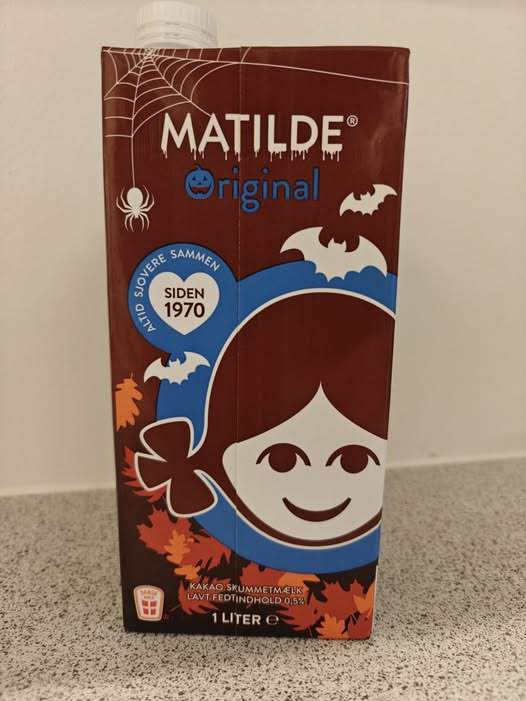 MATILDE®
Original
ALTID SJOVERE SAMMEN
SIDEN
1970
KAKAO SKUMMETMÆLK
LAVT FEDTINDHOLD 0,5%
1 LITER ℮